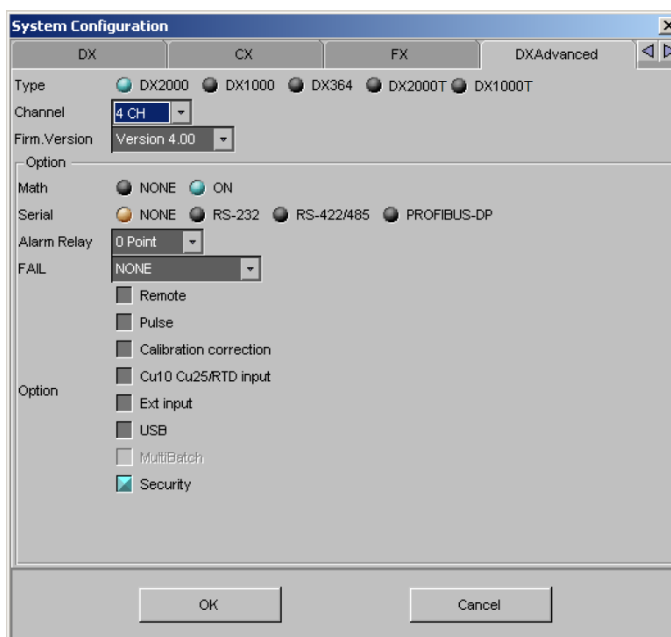 System Configuration
DX CX FX DXAdvanced
Type DX2000 DX1000 DX364 DX2000T DX1000T
Channel 4 CH
Firm.Version Version 4.00
Option
Math NONE ON
Serial NONE RS-232 RS-422/485 PROFIBUS-DP
Alarm Relay 0 Point
FAIL NONE
Remote
Pulse
Calibration correction
Cu10 Cu25/RTD input
Option
Ext input
USB
MultiBatch
Security
OK Cancel